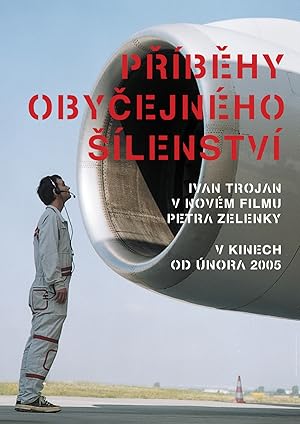 PŘÍBĚHY
OBYČEJNÉHO
ŠÍLENSTVÍ
IVAN TROJAN
V NOVÉM FILMU
PETRA ZELENKY
V KINECH
OD ÚNORA 2005